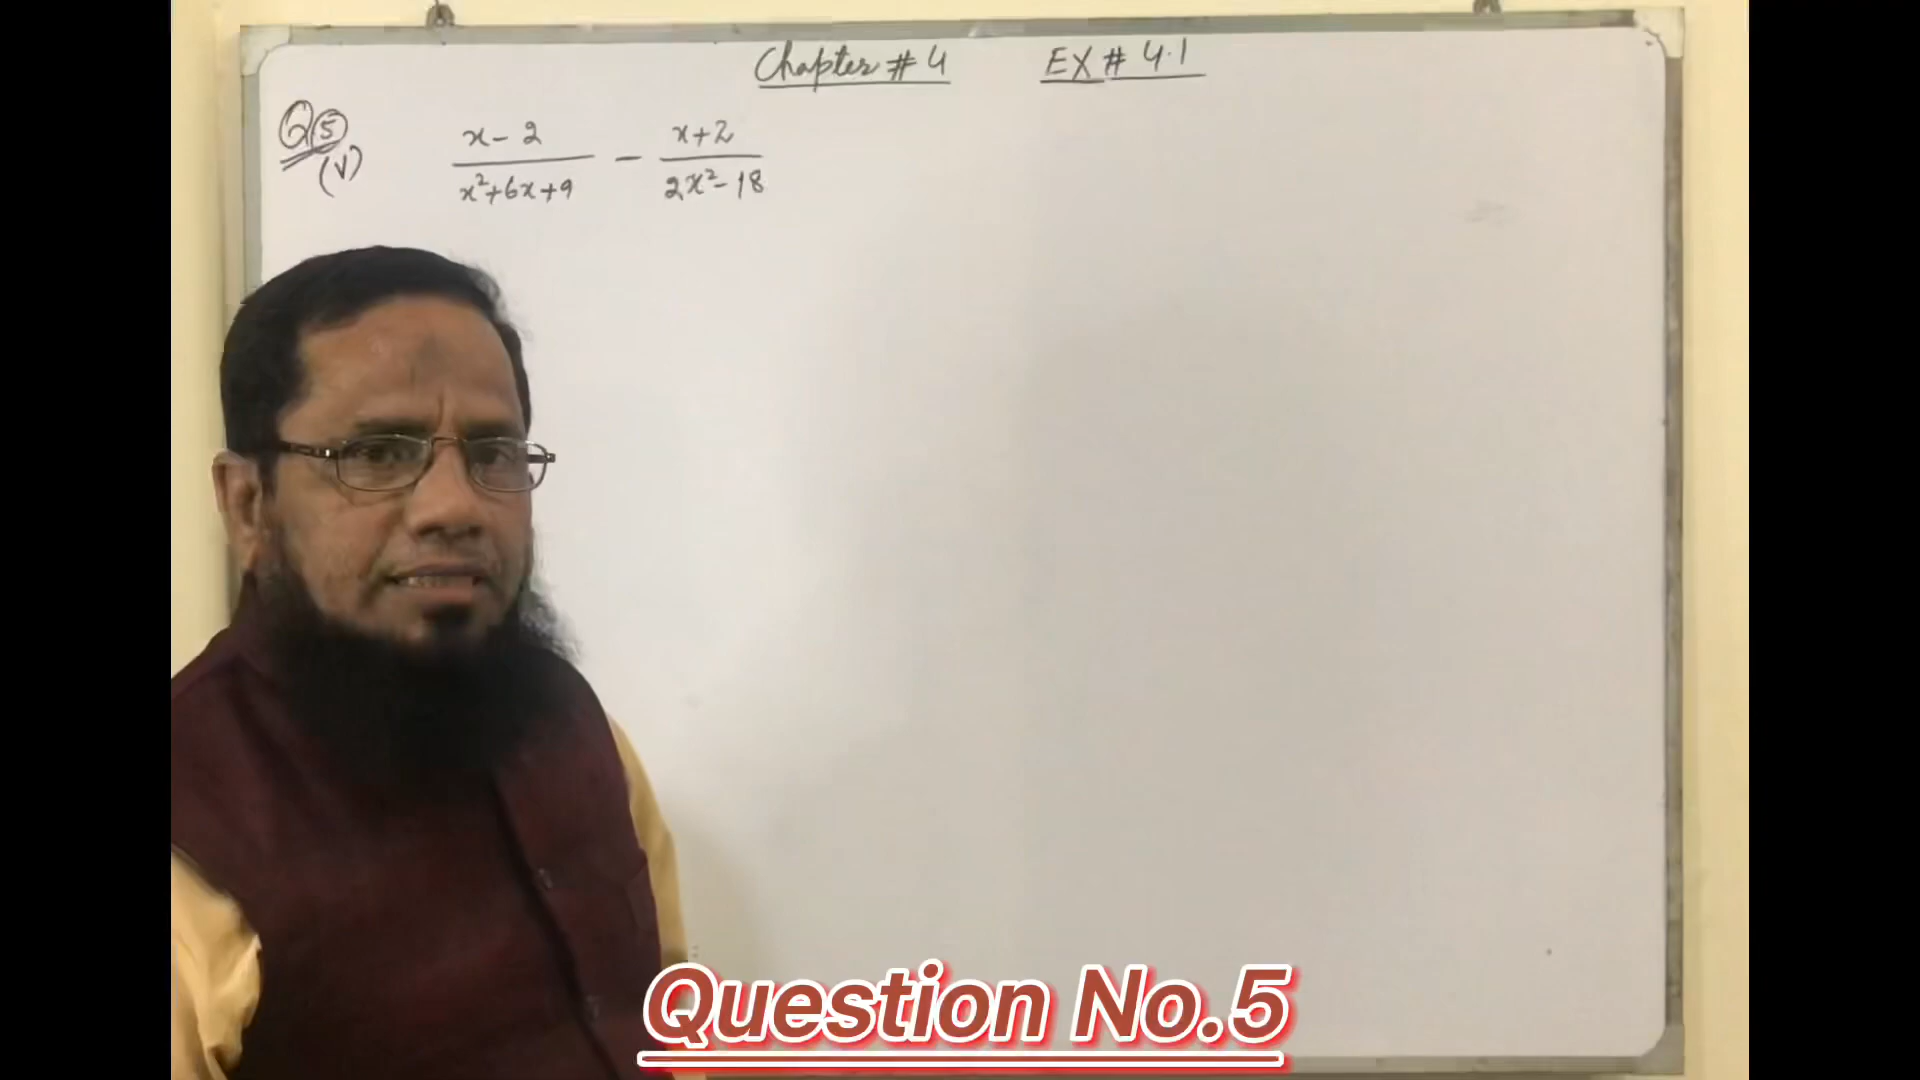 Chapter # 4 EX # 4.1
Q5
(V) x - 2 / x²+6x+9 - x+2 / 2x²-18
Question No.5